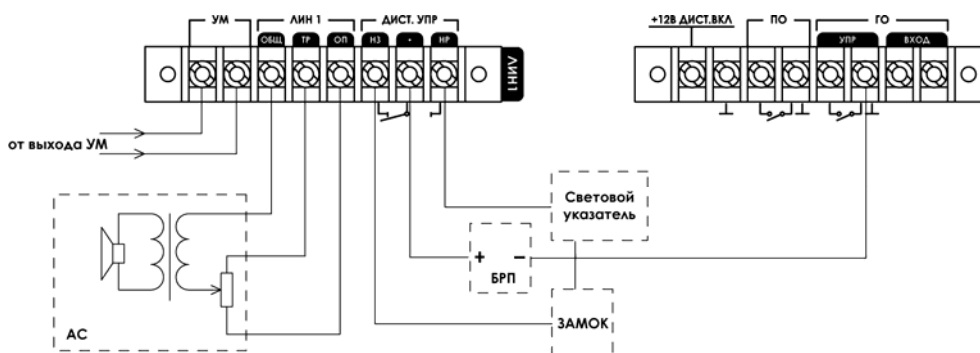 УМ ЛИН 1 ДИСТ. УПР
ОБЩ ТР ОП НЗ • НР
ЛИН1
+12В ДИСТ.ВКЛ ПО ГО
УПР ВХОД
от выхода УМ
АС
Световой
указатель
+ −
БРП
ЗАМОК